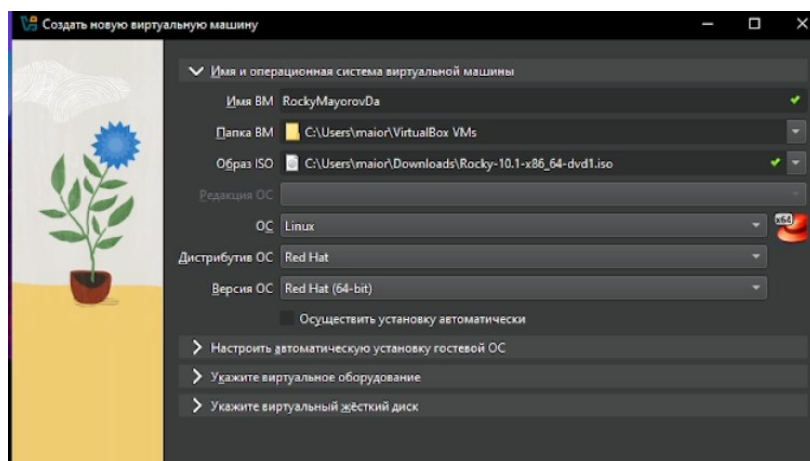 Создать новую виртуальную машину
Имя и операционная система виртуальной машины
Имя ВМ RockyMayorovDa
Папка ВМ C:\Users\maior\VirtualBox VMs
Образ ISO C:\Users\maior\Downloads\Rocky-10.1-x86_64-dvd1.iso
Редакция ОС
ОС Linux
x64
Дистрибутив ОС Red Hat
Версия ОС Red Hat (64-bit)
Осуществить установку автоматически
Настроить автоматическую установку гостевой ОС
Укажите виртуальное оборудование
Укажите виртуальный жёсткий диск